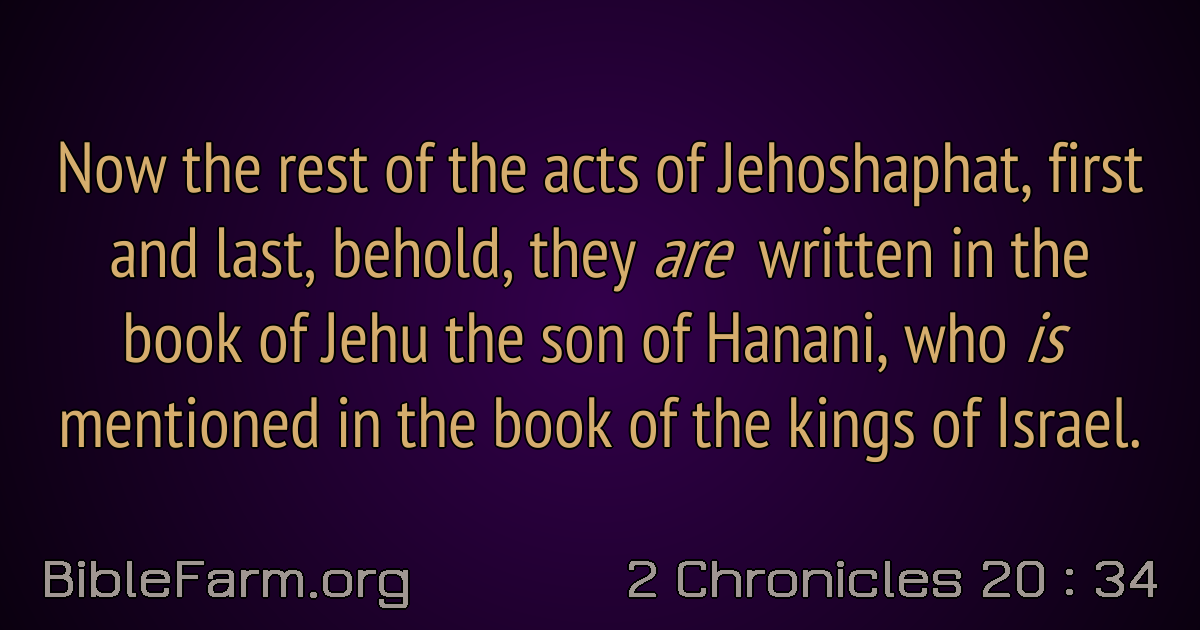 Now the rest of the acts of Jehoshaphat, first
and last, behold, they are written in the
book of Jehu the son of Hanani, who is
mentioned in the book of the kings of Israel.
BibleFarm.org
2 Chronicles 20 : 34